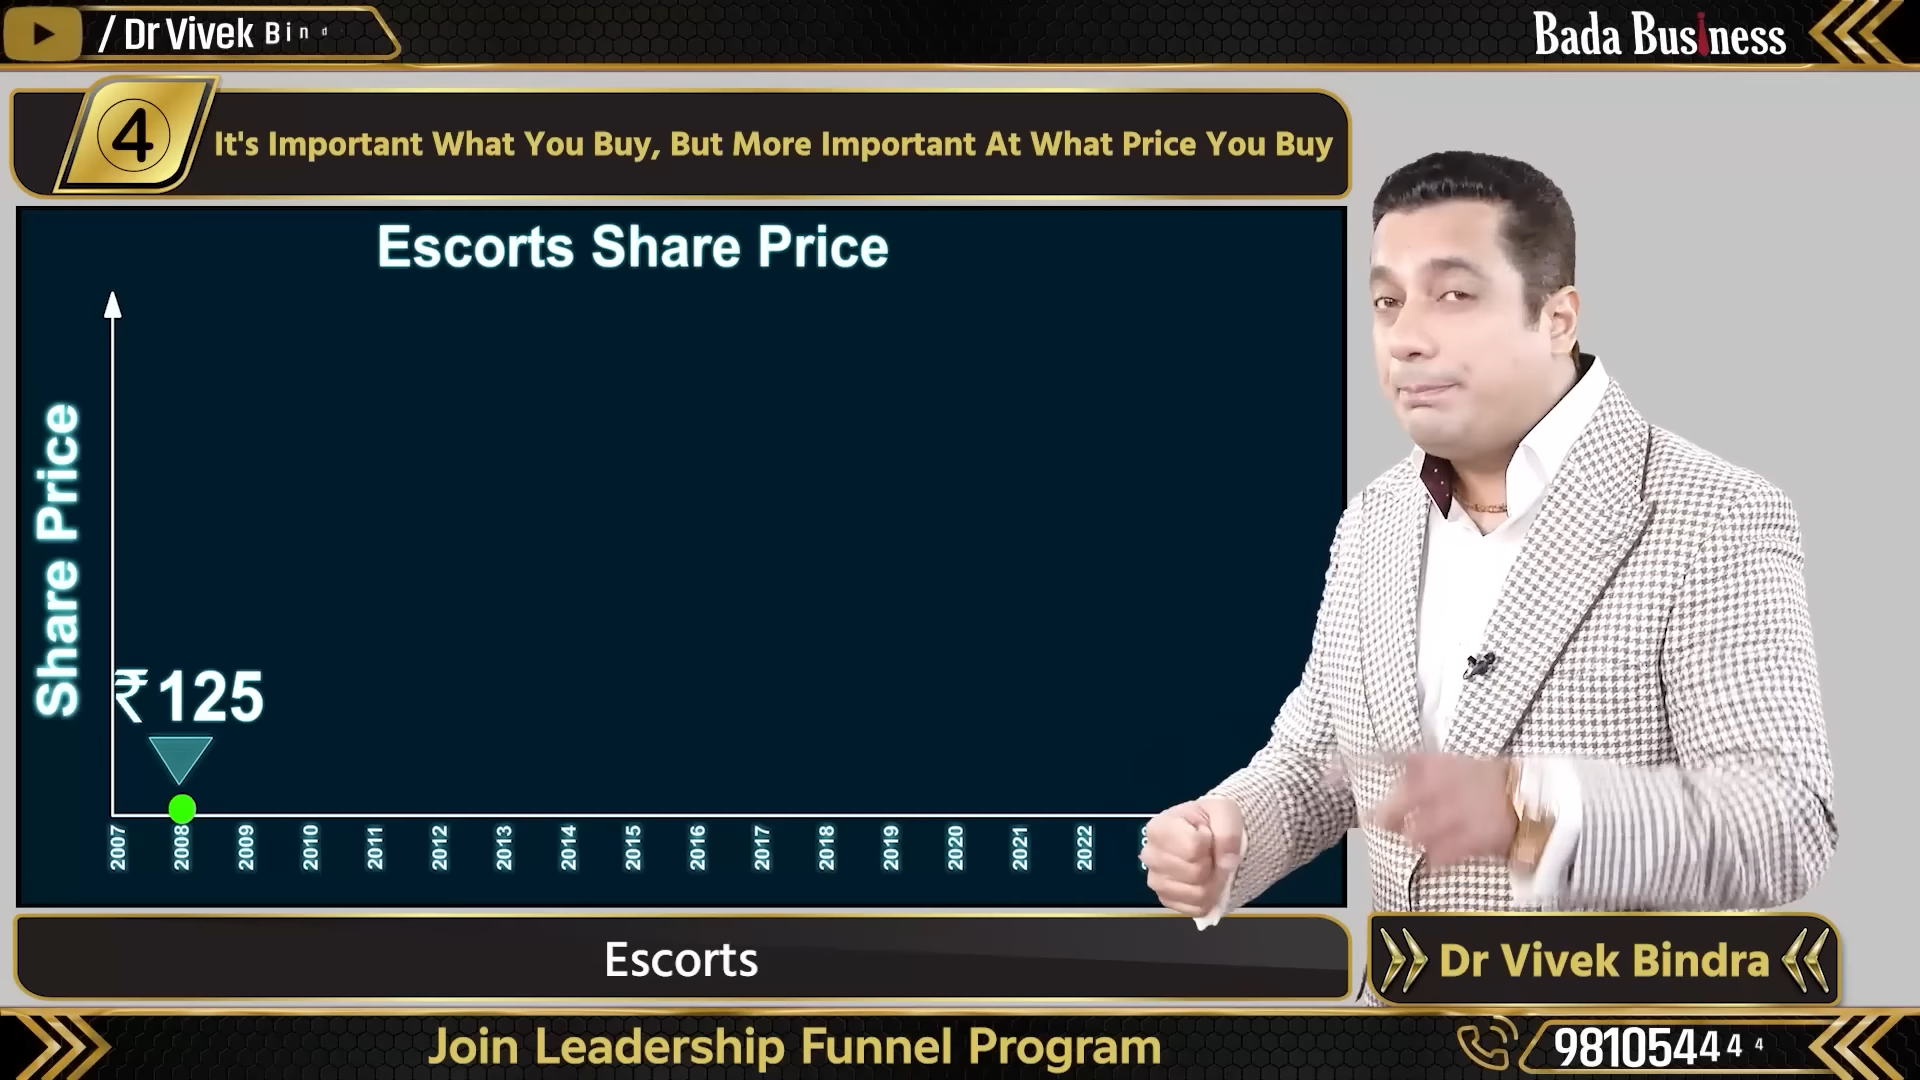 / Dr Vivek Bind
Bada Business
4
It's Important What You Buy, But More Important At What Price You Buy
Escorts Share Price
Share Price
₹125
2007 2008 2009 2010 2011 2012 2013 2014 2015 2016 2017 2018 2019 2020 2021 2022
Escorts
Dr Vivek Bindra
Join Leadership Funnel Program
9810544444